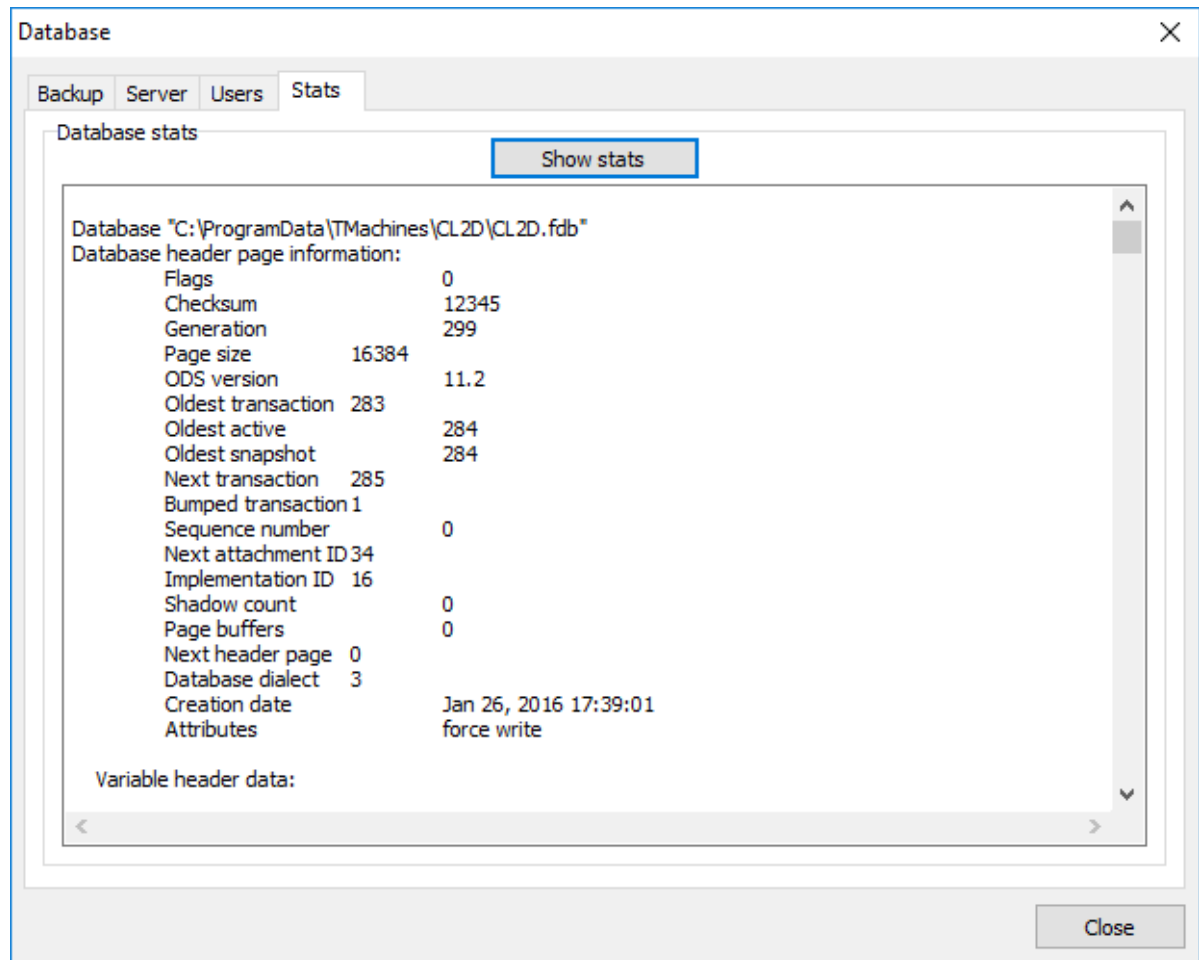 Database
Backup Server Users Stats
Database stats
Show stats
Database "C:\ProgramData\TMachines\CL2D\CL2D.fdb"
Database header page information:
Flags 0
Checksum 12345
Generation 299
Page size 16384
ODS version 11.2
Oldest transaction 283
Oldest active 284
Oldest snapshot 284
Next transaction 285
Bumped transaction 1
Sequence number 0
Next attachment ID 34
Implementation ID 16
Shadow count 0
Page buffers 0
Next header page 0
Database dialect 3
Creation date Jan 26, 2016 17:39:01
Attributes force write
Variable header data:
Close